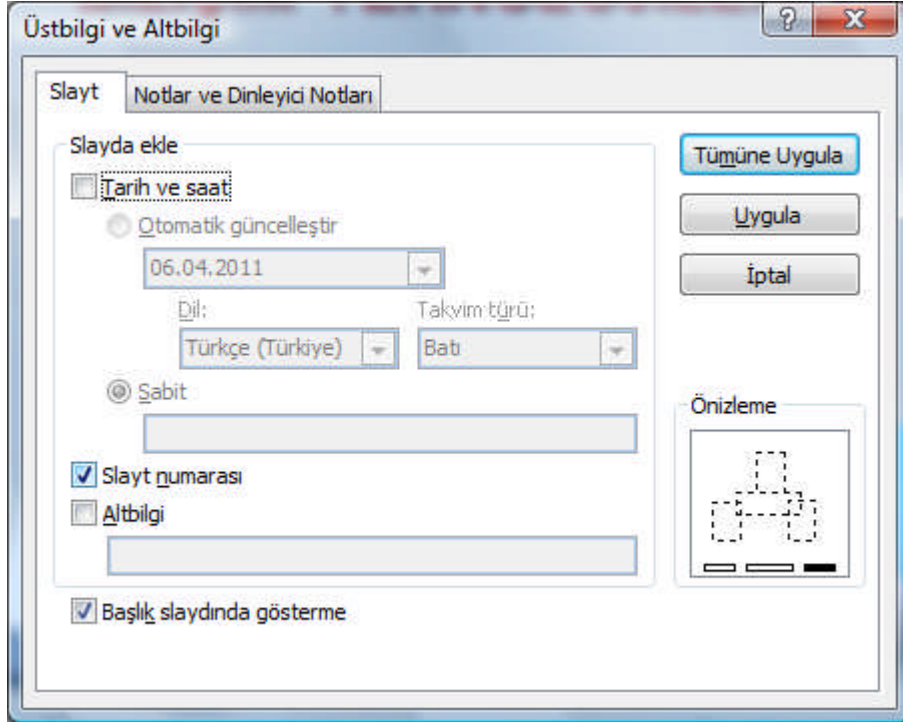 Üstbilgi ve Altbilgi
Slayt
Notlar ve Dinleyici Notları
Slayda ekle
Tarih ve saat
Otomatik güncelleştir
06.04.2011
Dil:
Takvim türü:
Türkçe (Türkiye)
Batı
Sabit
Slayt numarası
Altbilgi
Başlık slaydında gösterme
Tümüne Uygula
Uygula
İptal
Önizleme